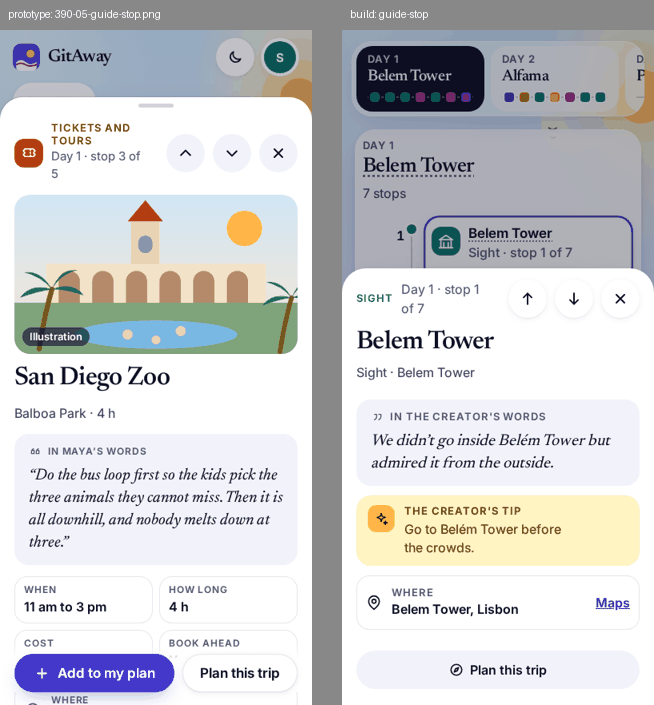 prototype: 390-05-guide-stop.png
GitAway
S
TICKETS AND
TOURS
Day 1 · stop 3 of
5
Illustration
San Diego Zoo
Balboa Park · 4 h
IN MAYA'S WORDS
“Do the bus loop first so the kids pick the
three animals they cannot miss. Then it is
all downhill, and nobody melts down at
three.”
WHEN
11 am to 3 pm
HOW LONG
4 h
COST
BOOK AHEAD
Add to my plan
Plan this trip
WHERE
build: guide-stop
DAY 1
Belem Tower
DAY 2
Alfama
D
P
DAY 1
Belem Tower
7 stops
1
Belem Tower
Sight · stop 1 of 7
SIGHT
Day 1 · stop 1
of 7
Belem Tower
Sight · Belem Tower
IN THE CREATOR'S WORDS
We didn’t go inside Belém Tower but
admired it from the outside.
THE CREATOR'S TIP
Go to Belém Tower before
the crowds.
WHERE
Belem Tower, Lisbon
Maps
Plan this trip